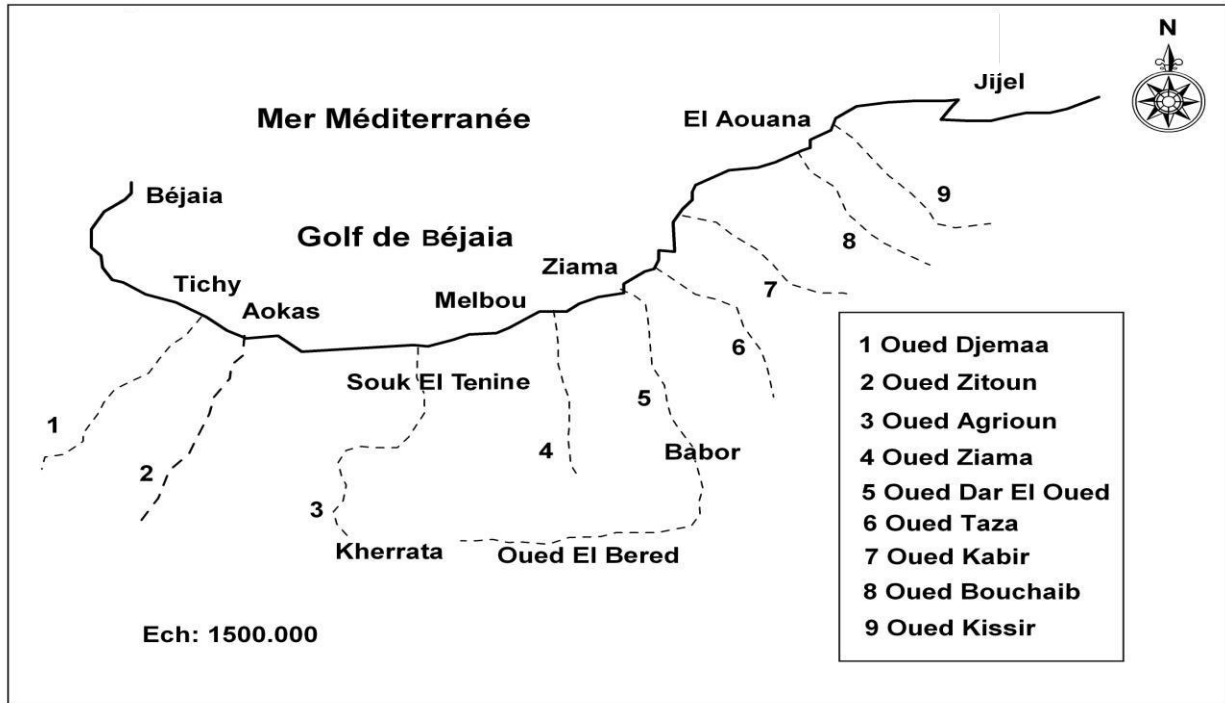 N
Jijel
Mer Méditerranée
El Aouana
Béjaia
9
Golf de Béjaia
8
Ziama
Tichy
7
Melbou
Aokas
6
1 Oued Djemaa
2 Oued Zitoun
3 Oued Agrioun
4 Oued Ziama
5 Oued Dar El Oued
6 Oued Taza
7 Oued Kabir
8 Oued Bouchaib
9 Oued Kissir
Souk El Tenine
5
1
Babor
4
2
3
Kherrata
Oued El Bered
Ech: 1500.000